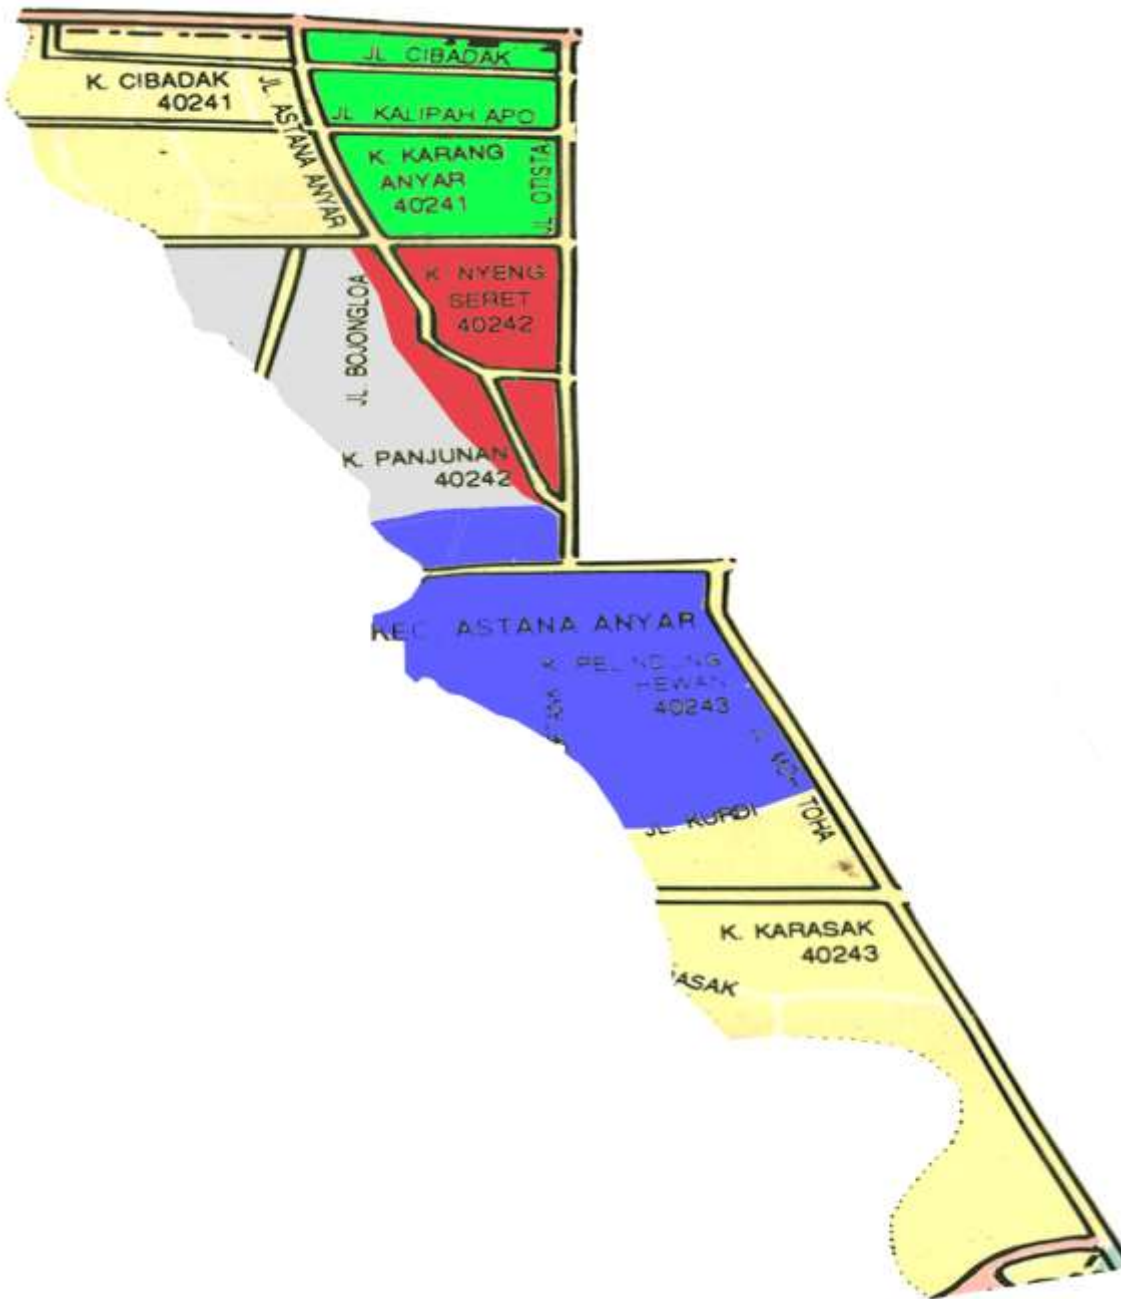 JL CIBADAK
K. CIBADAK
40241
JL. ASTANA ANYAR
JL KALIPAH APO
K. KARANG
ANYAR
40241
JL OTISTA
K. NYENG
SERET
40242
JL. BOJONGLOA
K. PANJUNAN
40242
KEC. ASTANA ANYAR
HEWAN
40243
TOHA
JL. KURDI
K. KARASAK
40243
ASAK